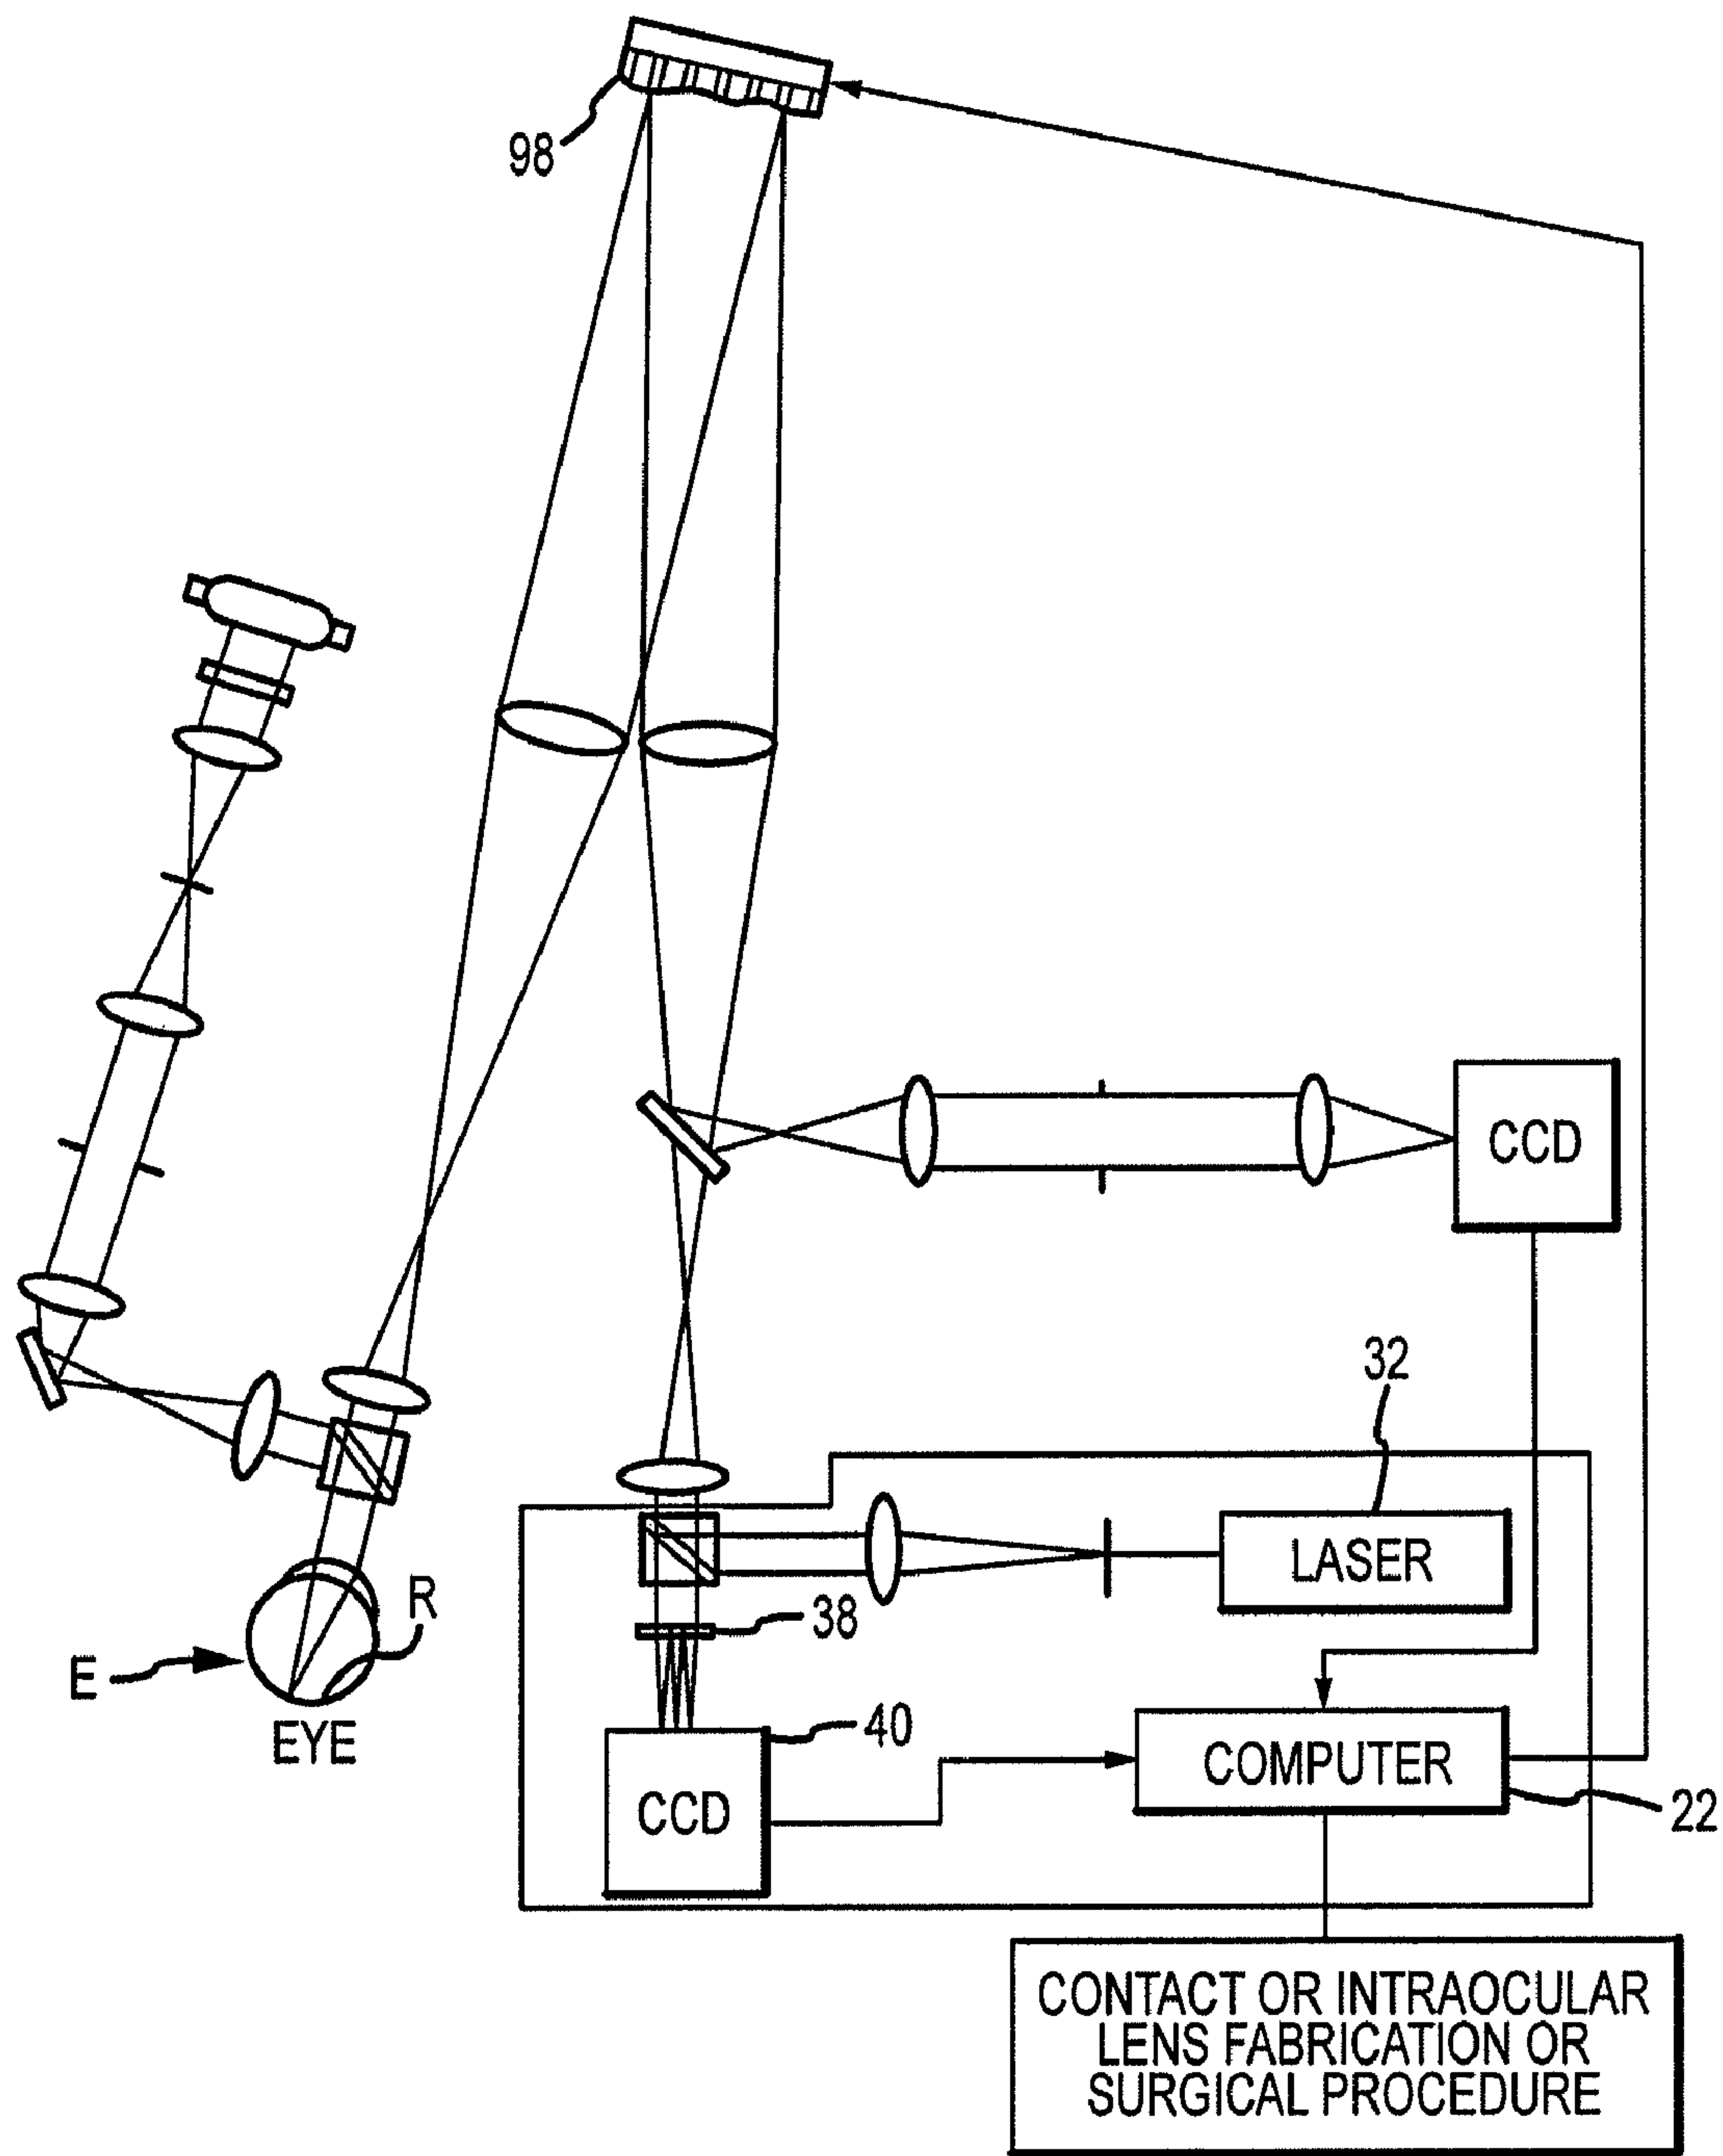 98
CCD
32
LASER
R
38
E
EYE
40
COMPUTER
CCD
22
CONTACT OR INTRAOCULAR
LENS FABRICATION OR
SURGICAL PROCEDURE